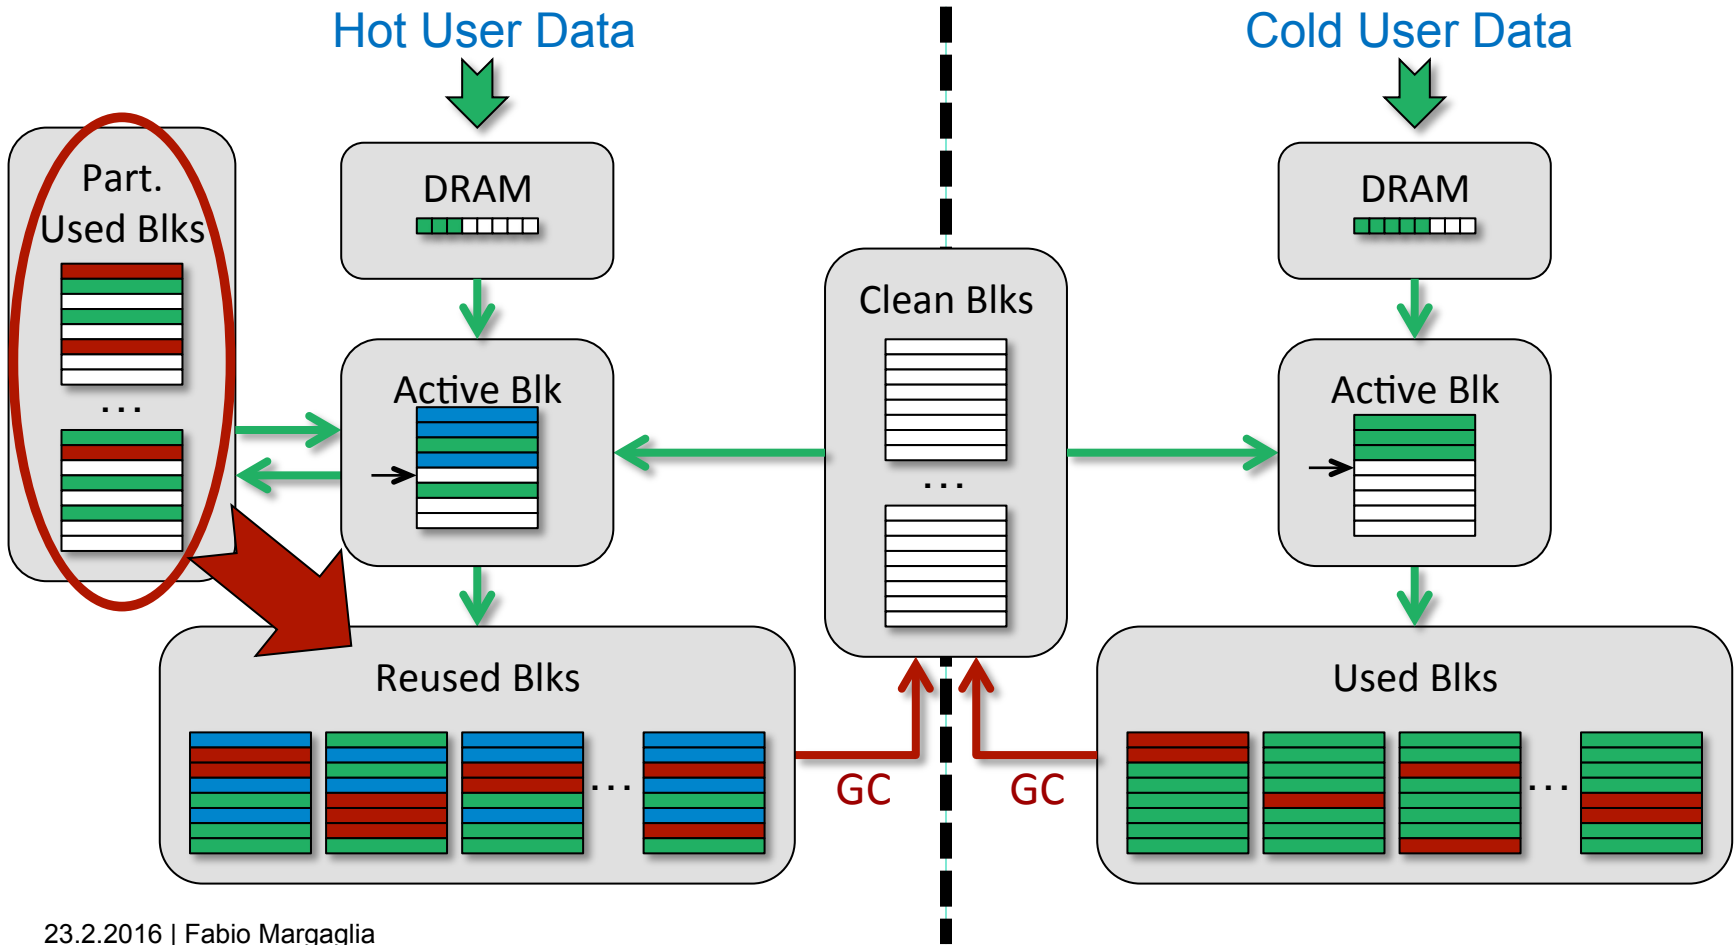 Hot User Data
Cold User Data
Part.
Used Blks
...
DRAM
DRAM
Clean Blks
...
Active Blk
Active Blk
Reused Blks
...
Used Blks
...
GC
GC
23.2.2016 | Fabio Margaglia